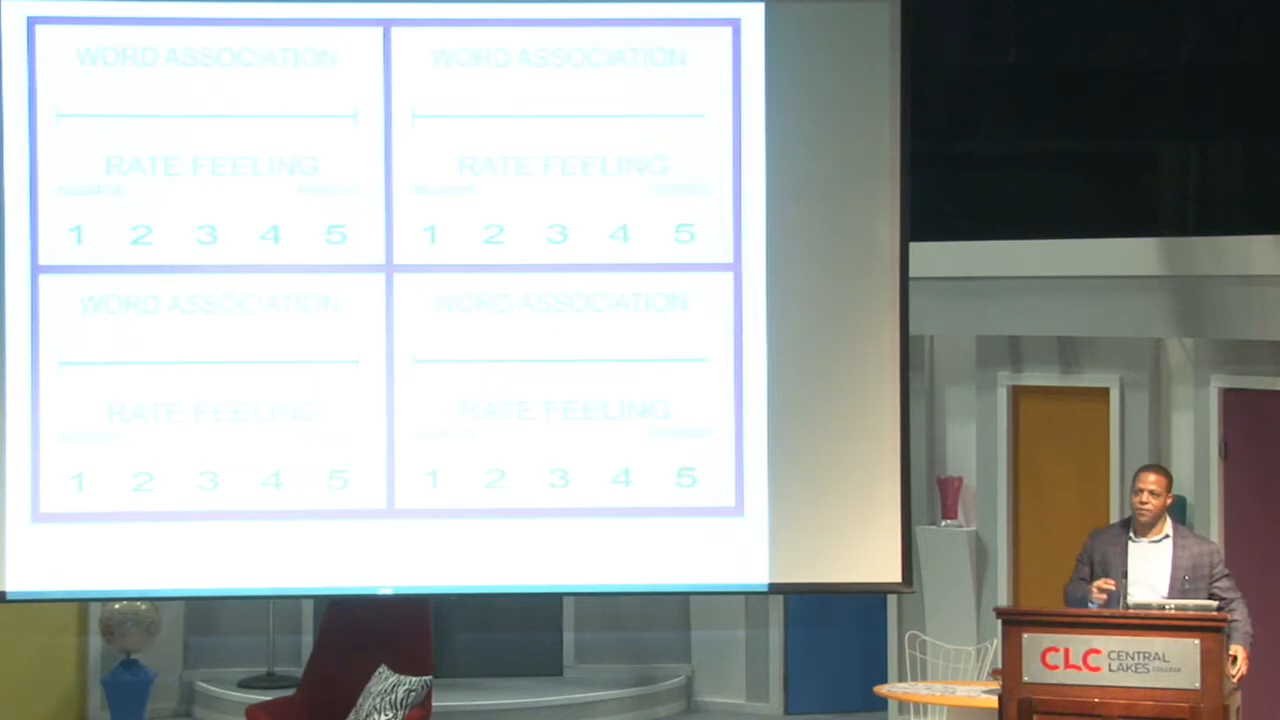 WORD ASSOCIATION
RATE FEELING
1 2 3 4 5
WORD ASSOCIATION
RATE FEELING
1 2 3 4 5
WORD ASSOCIATION
RATE FEELING
1 2 3 4 5
WORD ASSOCIATION
RATE FEELING
1 2 3 4 5
CLC CENTRAL
LAKES COLLEGE